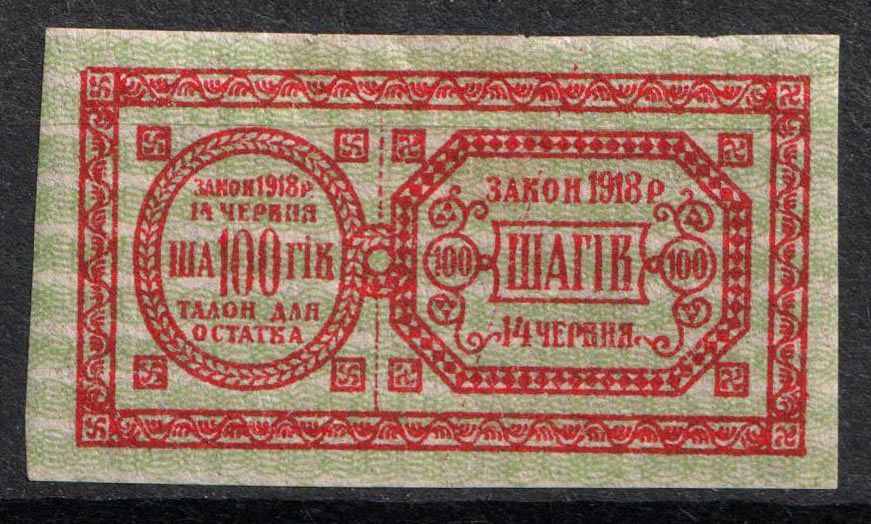 ЗАКОН 1918 Р.
14 ЧЕРВНЯ
ША 100 ГІВ
ТАЛОН ДЛЯ
ОСТАТКА
ЗАКОН 1918 Р.
100 ШАГІВ 100
14 ЧЕРВНЯ